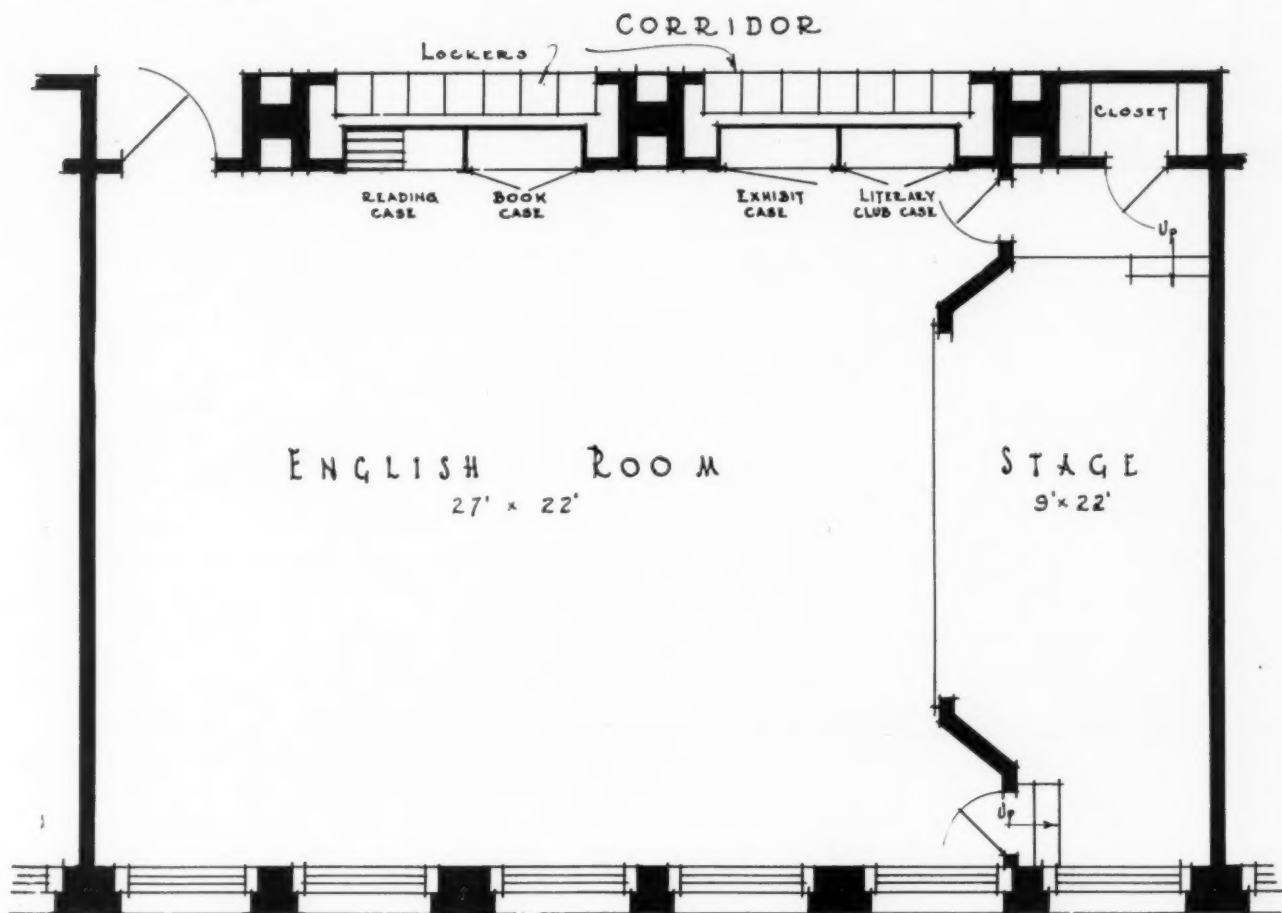 CORRIDOR
LOCKERS
CLOSET
READING
CASE
BOOK
CASE
EXHIBIT
CASE
LITERARY
CLUB CASE
Up
ENGLISH ROOM
27' x 22'
STAGE
9' x 22'
Up